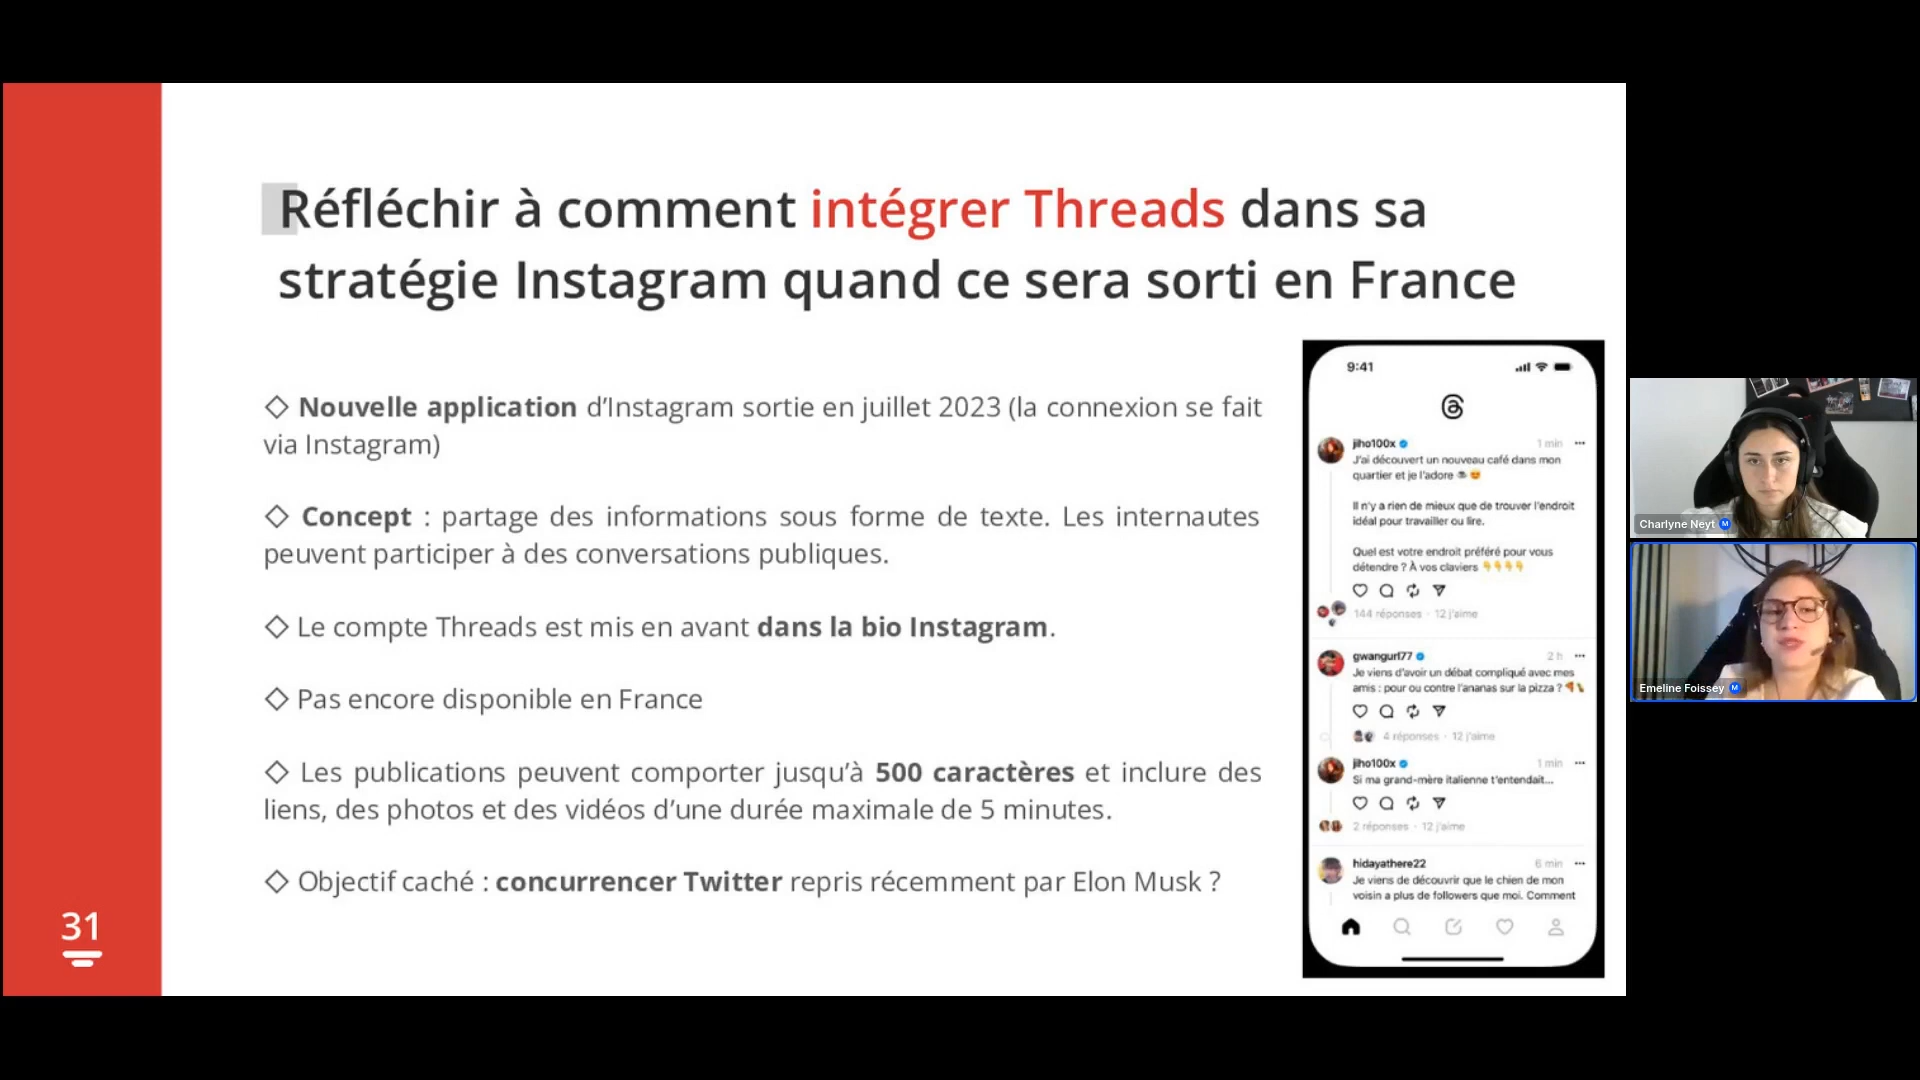 Réfléchir à comment intégrer Threads dans sa
stratégie Instagram quand ce sera sorti en France
◇ Nouvelle application d'Instagram sortie en juillet 2023 (la connexion se fait
via Instagram)
◇ Concept : partage des informations sous forme de texte. Les internautes
peuvent participer à des conversations publiques.
◇ Le compte Threads est mis en avant dans la bio Instagram.
◇ Pas encore disponible en France
◇ Les publications peuvent comporter jusqu'à 500 caractères et inclure des
liens, des photos et des vidéos d'une durée maximale de 5 minutes.
◇ Objectif caché : concurrencer Twitter repris récemment par Elon Musk ?
31
9:41
jiho100x 1 min
J'ai découvert un nouveau café dans mon
quartier et je l'adore ☕😍
Il n'y a rien de mieux que de trouver l'endroit
idéal pour travailler ou lire.
Quel est votre endroit préféré pour vous
détendre ? À vos claviers 👇👇👇👇
144 réponses · 12 j'aime
gwangurl77 2 h
Je viens d'avoir un débat compliqué avec mes
amis : pour ou contre l'ananas sur la pizza ? 🍕🍍
4 réponses · 12 j'aime
jiho100x 1 min
Si ma grand-mère italienne t'entendait...
2 réponses · 12 j'aime
hidayathere22 6 min
Je viens de découvrir que le chien de mon
voisin a plus de followers que moi. Comment
Charlyne Neyt M
Emeline Foissey M